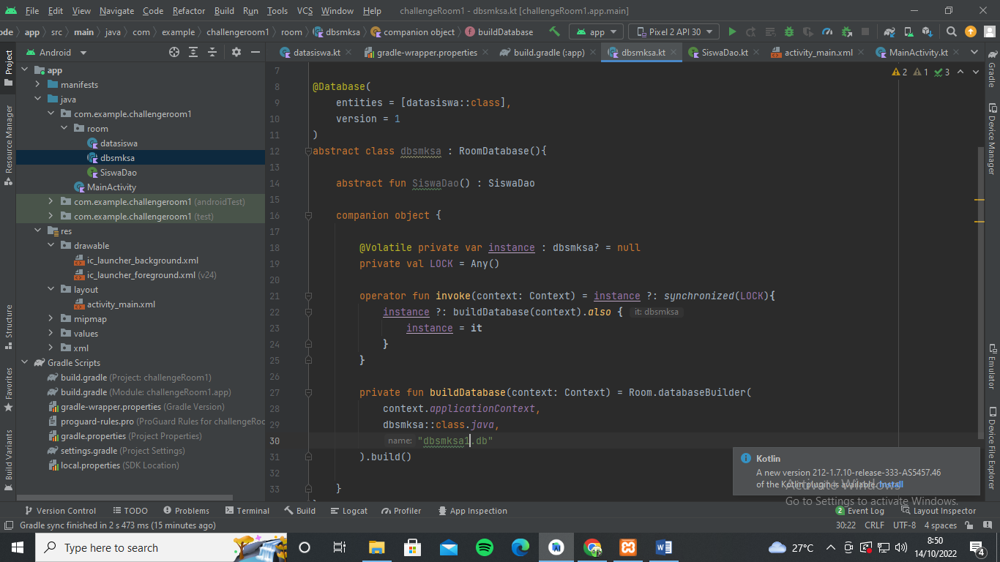 File Edit View Navigate Code Refactor Build Run Tools VCS Window Help challengeRoom1 - dbsmksa.kt [challengeRoom1.app.main]
ode app src main java com example challengeroom1 room dbsmksa companion object buildDatabase app Pixel 2 API 30
Android datasiswa.kt gradle-wrapper.properties build.gradle (:app) dbsmksa.kt SiswaDao.kt activity_main.xml MainActivity.kt
Project
Resource Manager
Structure
Favorites
Build Variants
app
manifests
java
com.example.challengeroom1
room
datasiswa
dbsmksa
SiswaDao
MainActivity
com.example.challengeroom1 (androidTest)
com.example.challengeroom1 (test)
res
drawable
ic_launcher_background.xml
ic_launcher_foreground.xml (v24)
layout
activity_main.xml
mipmap
values
xml
Gradle Scripts
build.gradle (Project: challengeRoom1)
build.gradle (Module: challengeRoom1.app)
gradle-wrapper.properties (Gradle Version)
proguard-rules.pro (ProGuard Rules for challengeRoo
gradle.properties (Project Properties)
settings.gradle (Project Settings)
local.properties (SDK Location)
2 1 3
7
8 @Database(
9 entities = [datasiswa::class],
10 version = 1
11 )
12 abstract class dbsmksa : RoomDatabase(){
13
14 abstract fun SiswaDao() : SiswaDao
15
16 companion object {
17
18 @Volatile private var instance : dbsmksa? = null
19 private val LOCK = Any()
20
21 operator fun invoke(context: Context) = instance ?: synchronized(LOCK){
22 instance ?: buildDatabase(context).also { it: dbsmksa
23 instance = it
24 }
25 }
26
27 private fun buildDatabase(context: Context) = Room.databaseBuilder(
28 context.applicationContext,
29 dbsmksa::class.java,
30 name: "dbsmksa1.db"
31 ).build()
32
33 }
Gradle
Device Manager
Emulator
Device File Explorer
Kotlin
A new version 212-1.7.10-release-333-AS5457.46
of the Kotlin plugin is available. Install
Activate Windows
Go to Settings to activate Windows.
Version Control TODO Problems Terminal Build Logcat Profiler App Inspection 2 Event Log Layout Inspector
Gradle sync finished in 2 s 473 ms (15 minutes ago) 30:22 CRLF UTF-8 4 spaces
Type here to search 27°C 8:50
14/10/2022 4